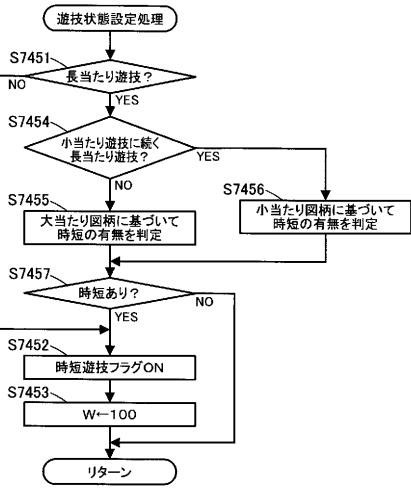 遊技状態設定処理
S7451
長当たり遊技？
NO
YES
S7454
小当たり遊技に続く
長当たり遊技？
YES
NO
S7455
大当たり図柄に基づいて
時短の有無を判定
S7456
小当たり図柄に基づいて
時短の有無を判定
S7457
時短あり？
NO
YES
S7452
時短遊技フラグON
S7453
W←100
リターン